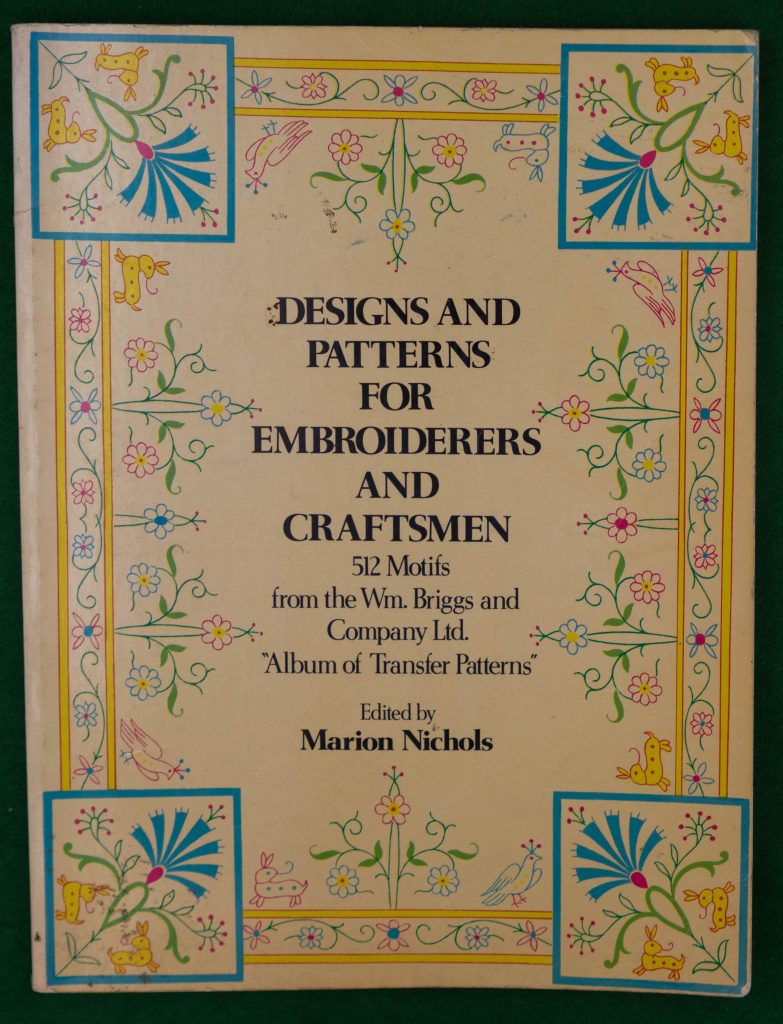 DESIGNS AND
PATTERNS
FOR
EMBROIDERERS
AND
CRAFTSMEN
512 Motifs
from the Wm. Briggs and
Company Ltd.
"Album of Transfer Patterns"
Edited by
Marion Nichols